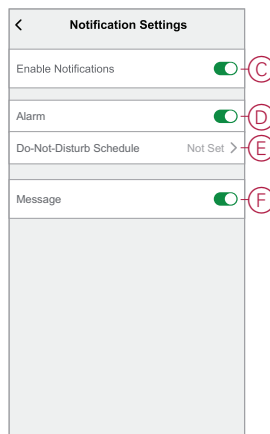 Notification Settings
Enable Notifications C
Alarm D
Do-Not-Disturb Schedule Not Set E
Message F